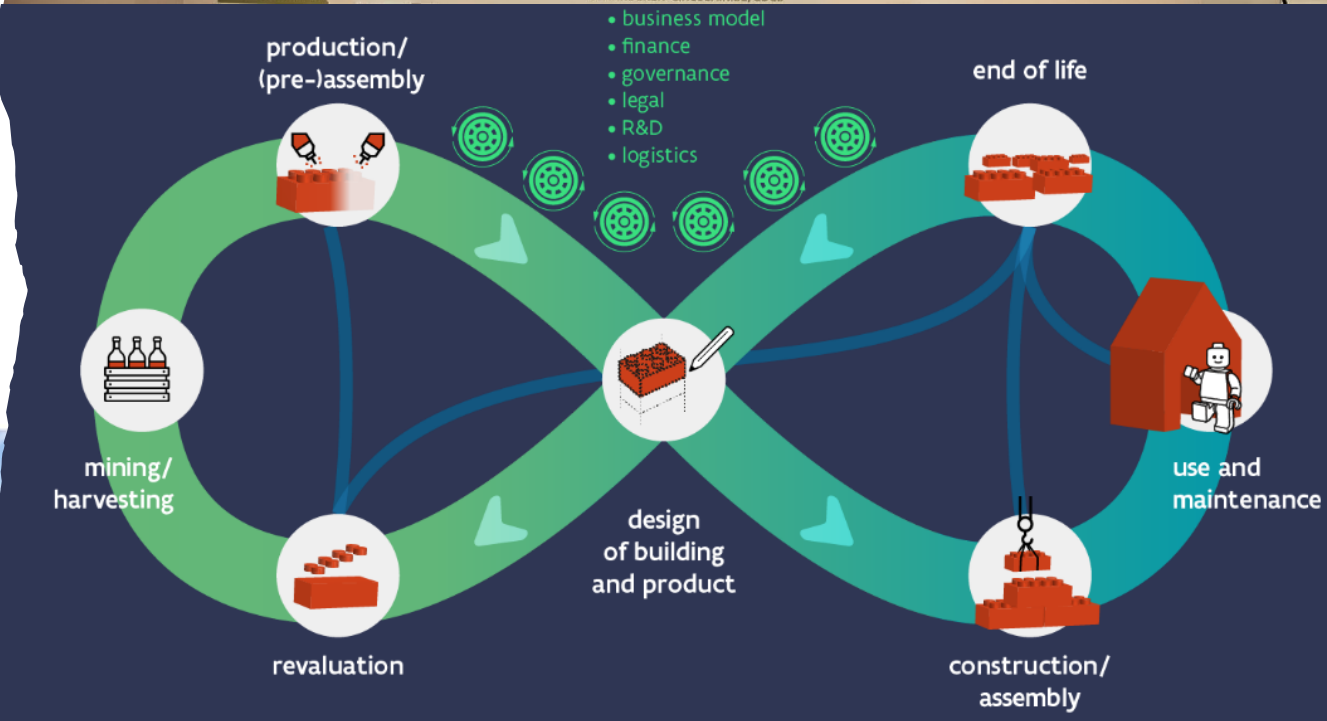 • business model
• finance
• governance
• legal
• R&D
• logistics
production/
(pre-)assembly
end of life
mining/
harvesting
use and
maintenance
design
of building
and product
revaluation
construction/
assembly